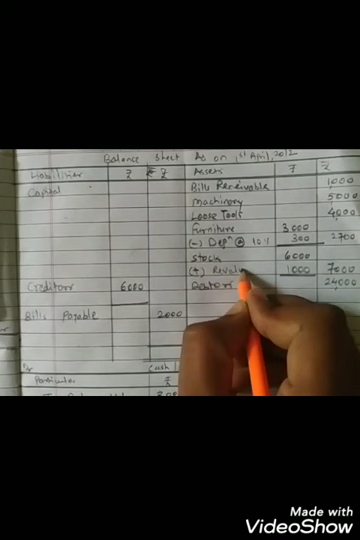 Balance Sheet As on 1st April, 2012
Liabilities ₹ ₹ Assets ₹ ₹
Capital Bills Receivable 1000
Machinery 5000
Loose Tools 4000
Furniture 3000
(-) Depn @ 10% 300 2700
Stock 6000
(+) Revalu 1000 7000
Creditors 6000 Debtors 24000
Bills Payable 2000
Cash
Particular ₹
Made with
VideoShow